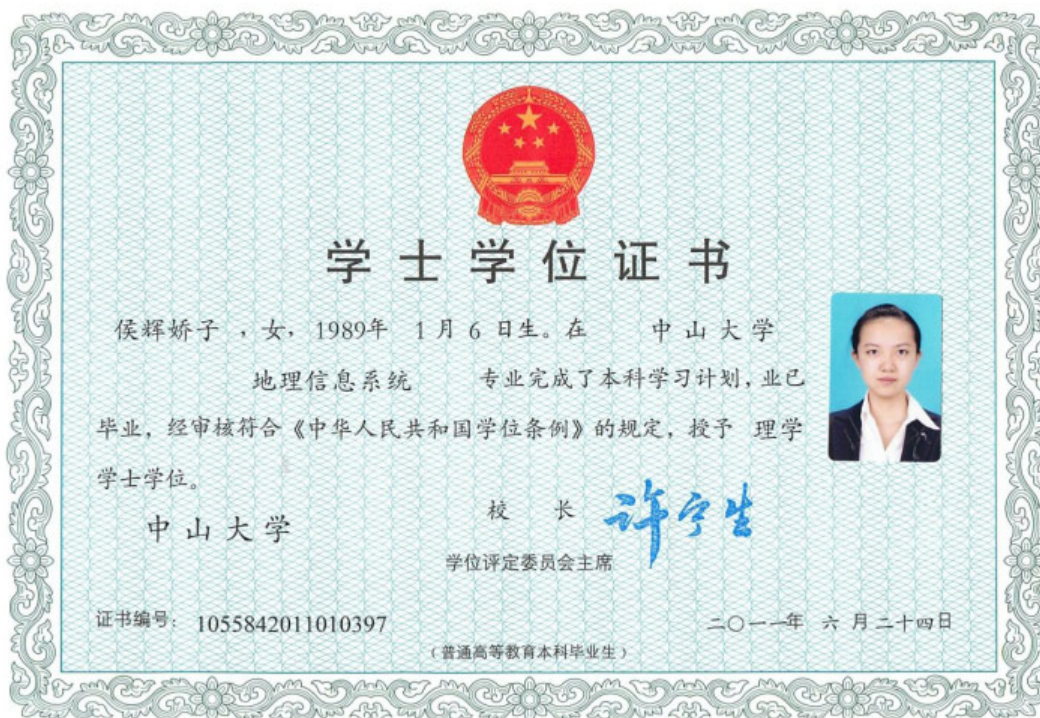 学士学位证书
侯辉娇子 ，女，1989年 1月 6 日生。在 中山大学
地理信息系统 专业完成了本科学习计划，业已
毕业，经审核符合《中华人民共和国学位条例》的规定，授予 理学
学士学位。
中山大学
校 长 许宁生
学位评定委员会主席
证书编号：1055842011010397
二〇一一年 六 月二十四日
（普通高等教育本科毕业生）